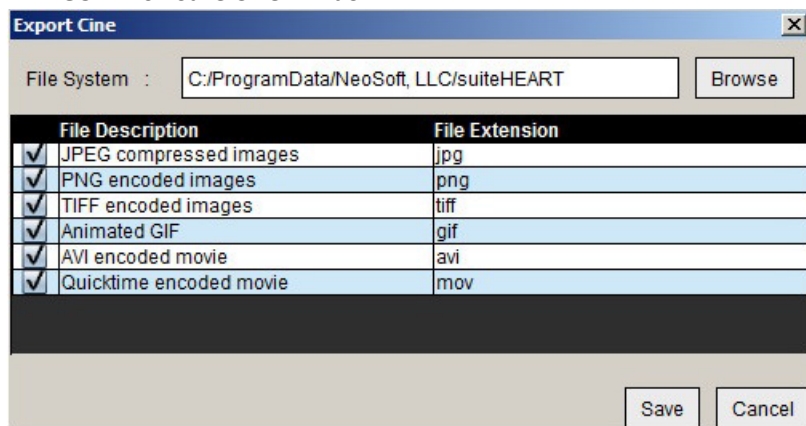 Export Cine
File System : C:/ProgramData/NeoSoft, LLC/suiteHEART Browse
File Description File Extension
JPEG compressed images jpg
PNG encoded images png
TIFF encoded images tiff
Animated GIF gif
AVI encoded movie avi
Quicktime encoded movie mov
Save Cancel